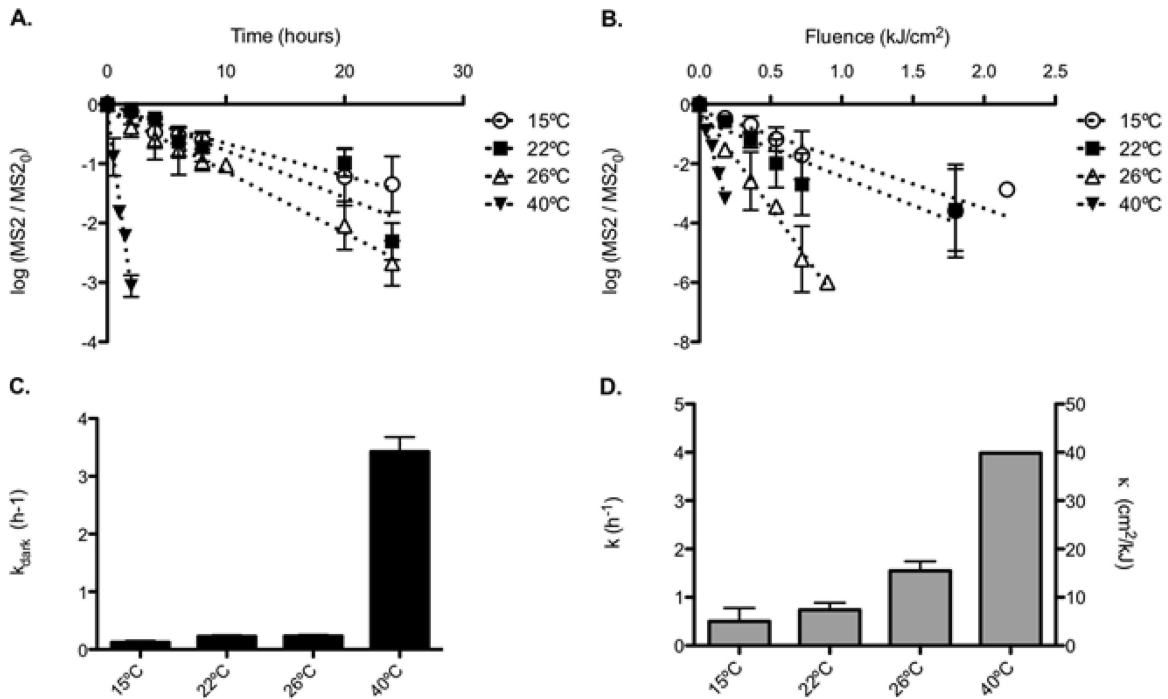 A.
Time (hours)
0 10 20 30
0
-1
-2
-3
-4
log (MS2 / MS2₀)
15ºC
22ºC
26ºC
40ºC
B.
Fluence (kJ/cm²)
0.0 0.5 1.0 1.5 2.0 2.5
0
-2
-4
-6
-8
log (MS2 / MS2₀)
15ºC
22ºC
26ºC
40ºC
C.
4
3
2
1
0
k_dark (h-1)
15ºC 22ºC 26ºC 40ºC
D.
5
4
3
2
1
0
k (h⁻¹)
50
40
30
20
10
0
κ (cm²/kJ)
15ºC 22ºC 26ºC 40ºC